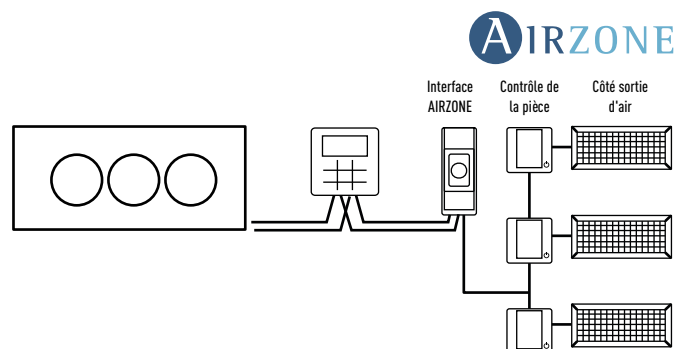 AIRZONE
Interface
AIRZONE
Contrôle de
la pièce
Côté sortie
d'air